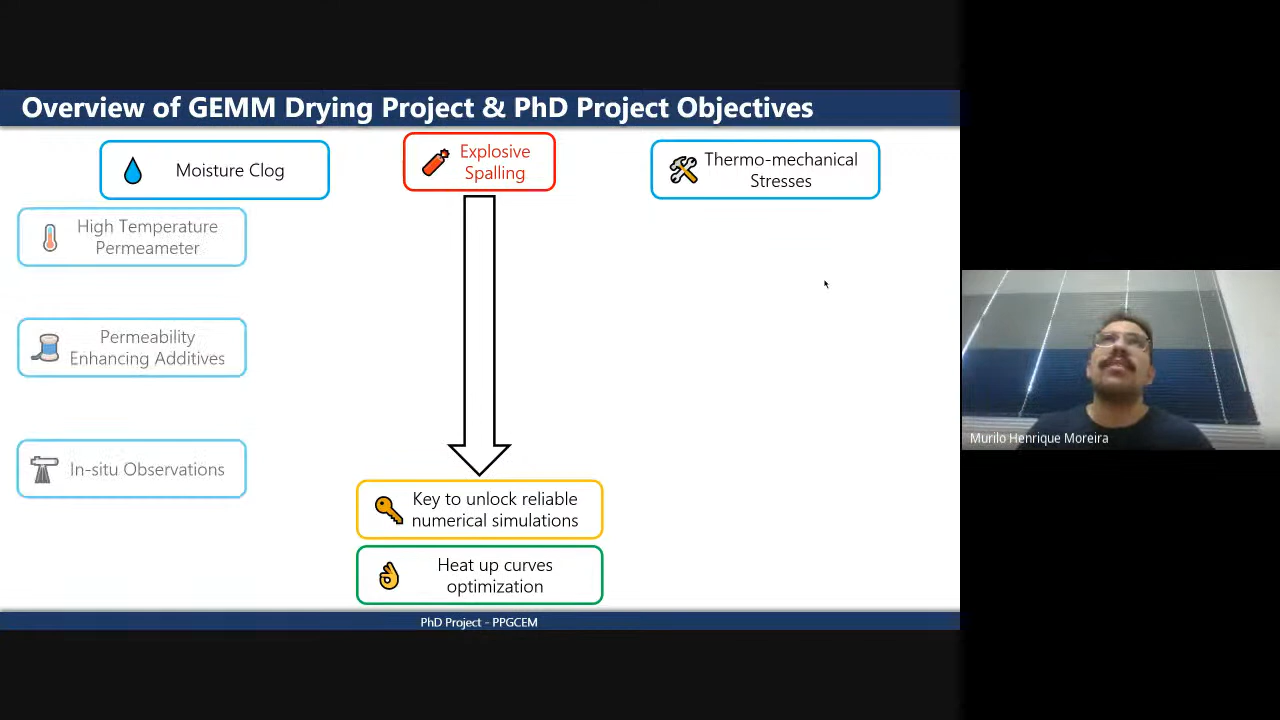 Overview of GEMM Drying Project & PhD Project Objectives
Moisture Clog
Explosive
Spalling
Thermo-mechanical
Stresses
High Temperature
Permeameter
Permeability
Enhancing Additives
In-situ Observations
Key to unlock reliable
numerical simulations
Heat up curves
optimization
PhD Project - PPGCEM
Murilo Henrique Moreira